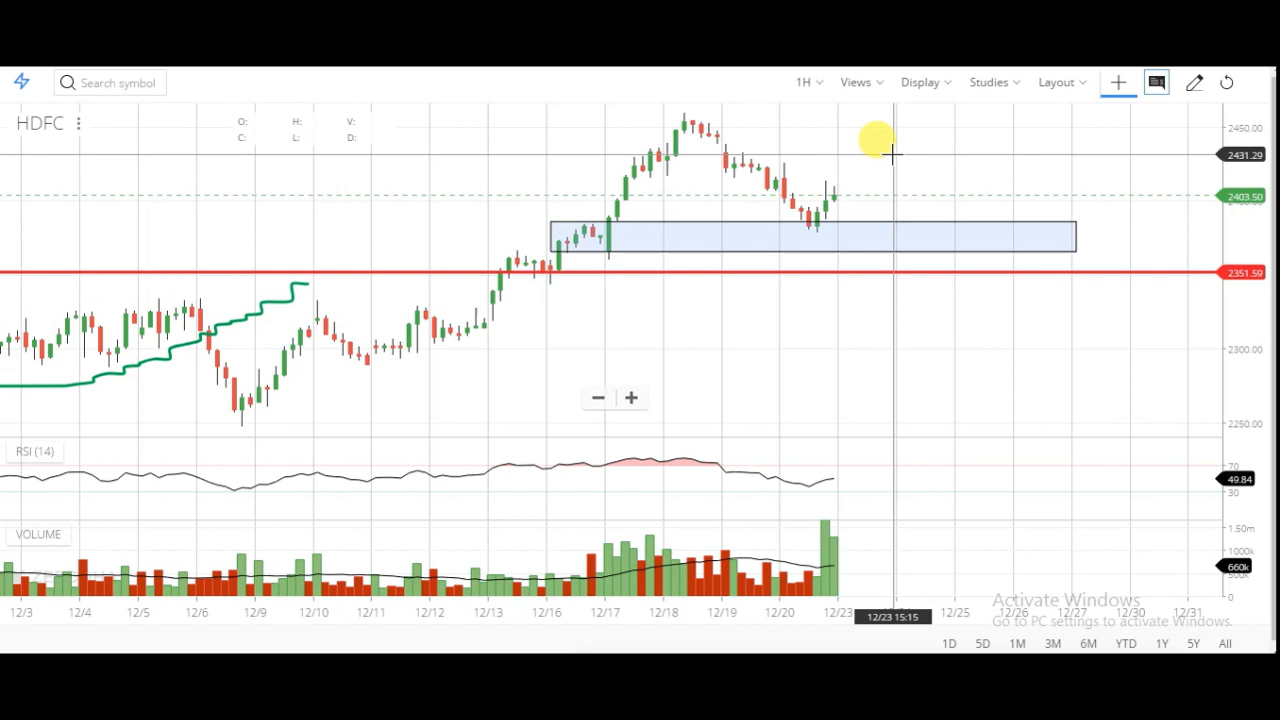 Search symbol 1H Views Display Studies Layout
HDFC
O: H: V:
C: L: D:
2450.00
2431.29
2403.50
2351.59
2300.00
2250.00
RSI (14)
70
49.84
30
VOLUME
1.50m
1000k
660k
0
12/3 12/4 12/5 12/6 12/9 12/10 12/11 12/12 12/13 12/16 12/17 12/18 12/19 12/20 12/23 12/25 12/26 12/27 12/30 12/31
12/23 15:15
Activate Windows
Go to PC settings to activate Windows.
1D 5D 1M 3M 6M YTD 1Y 5Y All